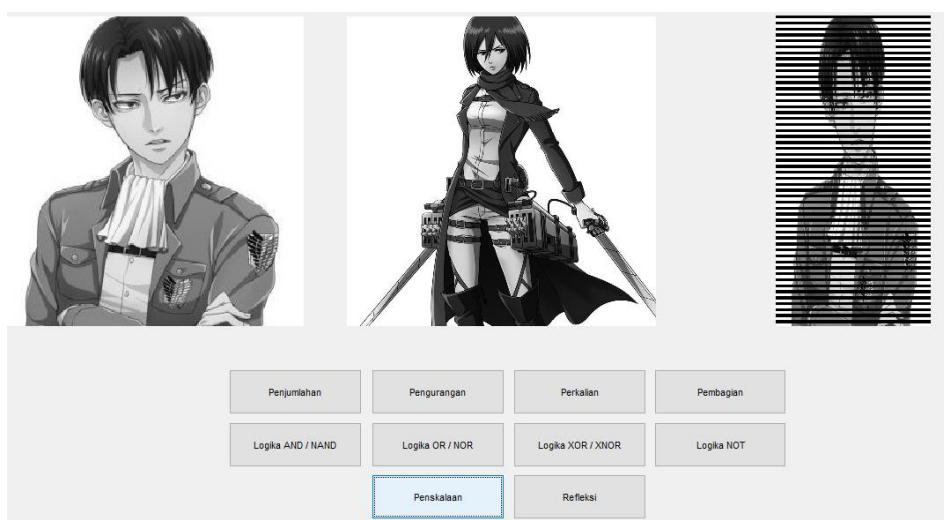 Penjumlahan Pengurangan Perkalian Pembagian
Logika AND / NAND Logika OR / NOR Logika XOR / XNOR Logika NOT
Penskalaan Refleksi